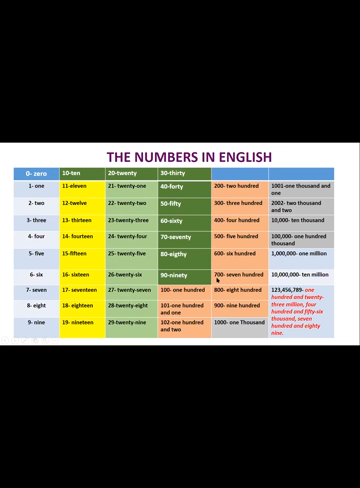 THE NUMBERS IN ENGLISH
0- zero 10-ten 20-twenty 30-thirty
1- one 11-eleven 21- twenty-one 40-forty 200- two hundred 1001-one thousand and
one
2- two 12-twelve 22- twenty-two 50-fifty 300- three hundred 2002- two thousand
and two
3- three 13- thirteen 23-twenty-three 60-sixty 400- four hundred 10,000- ten thousand
4- four 14- fourteen 24- twenty-four 70-seventy 500- five hundred 100,000- one hundred
thousand
5- five 15-fifteen 25- twenty-five 80-eigthy 600- six hundred 1,000,000- one million
6- six 16- sixteen 26-twenty-six 90-ninety 700- seven hundred 10,000,000- ten million
7- seven 17- seventeen 27- twenty-seven 100- one hundred 800- eight hundred 123,456,789- one
hundred and twenty-
three million, four
hundred and fifty-six
thousand, seven
hundred and eighty
nine.
8- eight 18- eighteen 28-twenty-eight 101-one hundred 900- nine hundred
and one
9- nine 19- nineteen 29-twenty-nine 102-one hundred 1000- one Thousand
and two